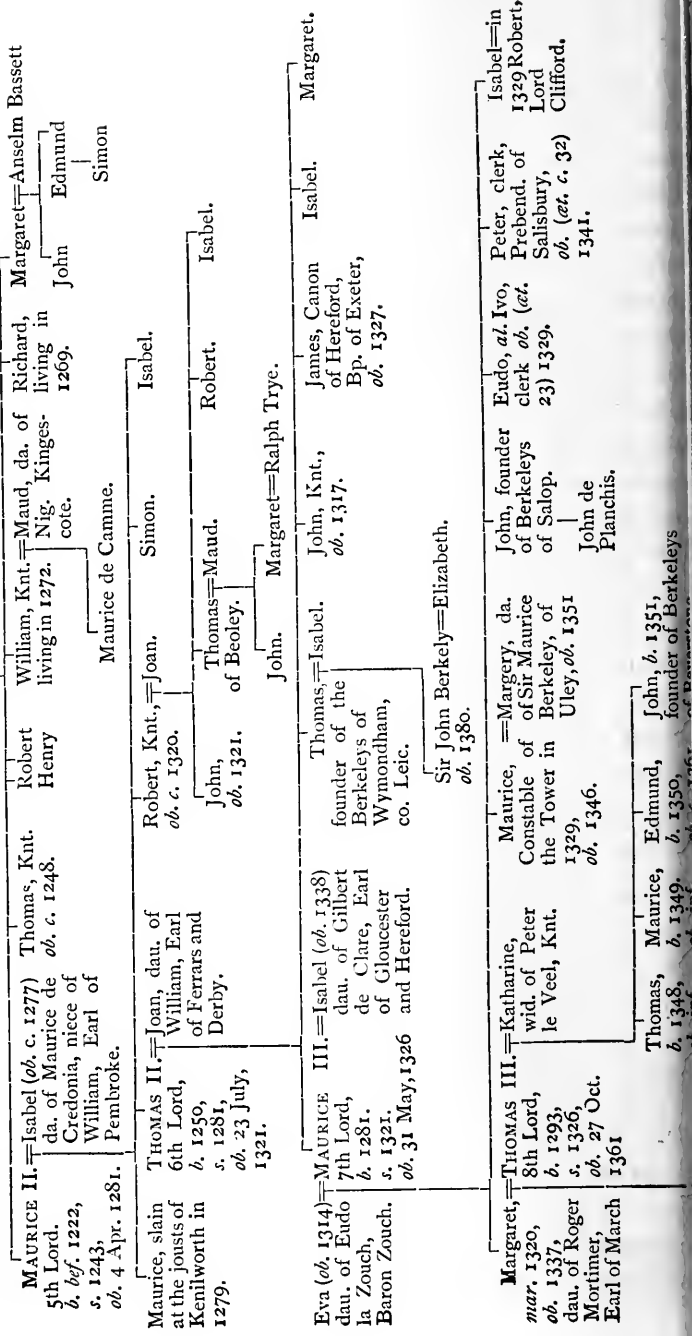 MAURICE II.=Isabel (ob. c. 1277)
5th Lord. da. of Maurice de
b. bef. 1222, Credonia, niece of
s. 1243, William, Earl of
ob. 4 Apr. 1281. Pembroke.
Thomas, Knt.
ob. c. 1248.
Robert
Henry
William, Knt.=Maud, da. of
living in 1272. Nig. Kinges-
cote.
Maurice de Camme.
Richard,
living in
1269.
Margaret=Anselm Bassett
John Edmund
Simon
Maurice, slain
at the jousts of
Kenilworth in
1279.
THOMAS II.=Joan, dau. of
6th Lord, William, Earl
b. 1250, of Ferrars and
s. 1281, Derby.
ob. 23 July,
1321.
Robert, Knt.,=Joan.
ob. c. 1320.
Simon.
Isabel.
John,
ob. 1321.
Thomas=Maud.
of Beoley.
Robert.
Isabel.
John.
Margaret=Ralph Trye.
Eva (ob. 1314)=MAURICE III.=Isabel (ob. 1338)
dau. of Eudo 7th Lord, dau. of Gilbert
la Zouch, b. 1281. de Clare, Earl
Baron Zouch. s. 1321. of Gloucester
ob. 31 May, 1326 and Hereford.
Thomas,=Isabel.
founder of the
Berkeleys of
Wymondham,
co. Leic.
John, Knt.,
ob. 1317.
James, Canon
of Hereford,
Bp. of Exeter,
ob. 1327.
Isabel.
Margaret.
Sir John Berkely=Elizabeth.
ob. 1380.
Margaret,=THOMAS III.=Katharine,
mar. 1320, 8th Lord, wid. of Peter
ob. 1337, b. 1293, le Veel, Knt.
dau. of Roger s. 1326,
Mortimer, ob. 27 Oct.
Earl of March 1361
Maurice, =Margery, da.
Constable of of Sir Maurice
the Tower in Berkeley, of
1329, Uley, ob. 1351
ob. 1346.
John, founder
of Berkeleys
of Salop.
John de
Planchis.
Eudo, al. Ivo,
clerk ob. (æt.
23) 1329.
Peter, clerk,
Prebend. of
Salisbury,
ob. (æt. c. 32)
1341.
Isabel=in
1329 Robert,
Lord
Clifford.
Thomas,
b. 1348,
Maurice,
b. 1349.
Edmund,
b. 1350,
John, b. 1351,
founder of Berkeleys